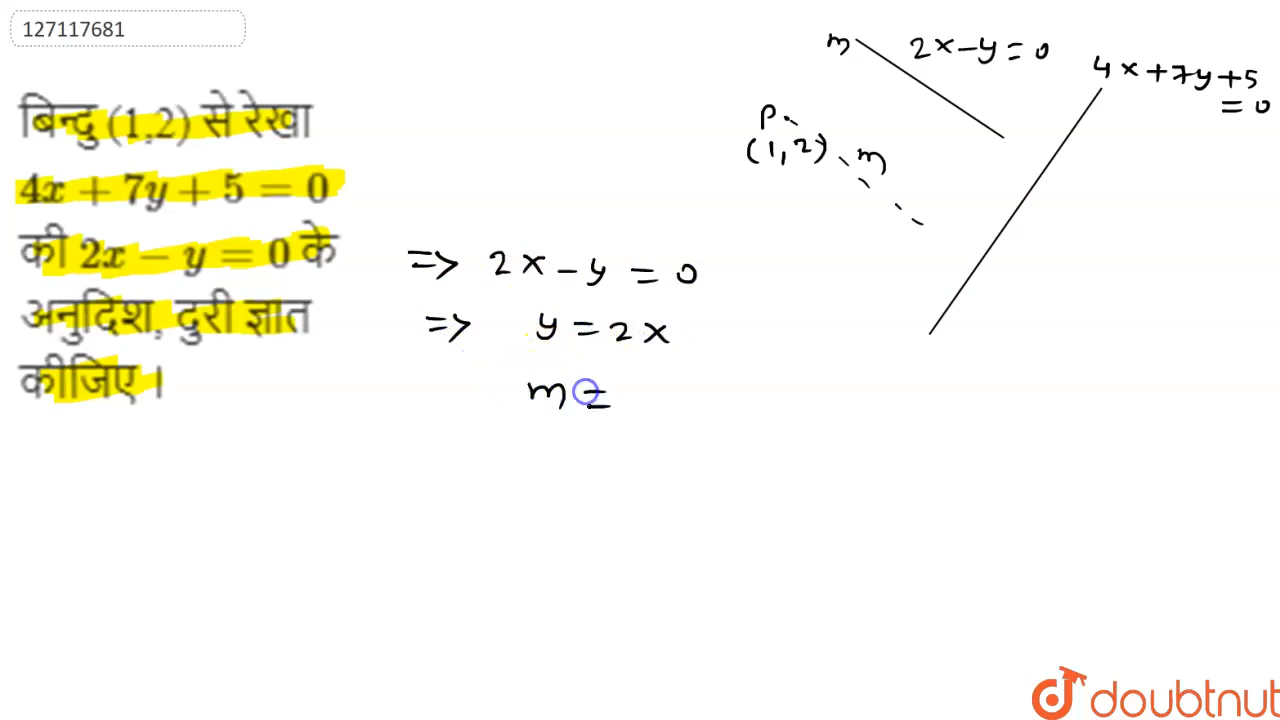 127117681
बिन्दु (1,2) से रेखा
4x + 7y + 5 = 0
की 2x − y = 0 के
अनुदिश, दुरी ज्ञात
कीजिए ।
m
2x-y=0
4x+7y+5
=0
P.
(1,2)
m
=> 2x-y=0
=> y=2x
m=
doubtnut